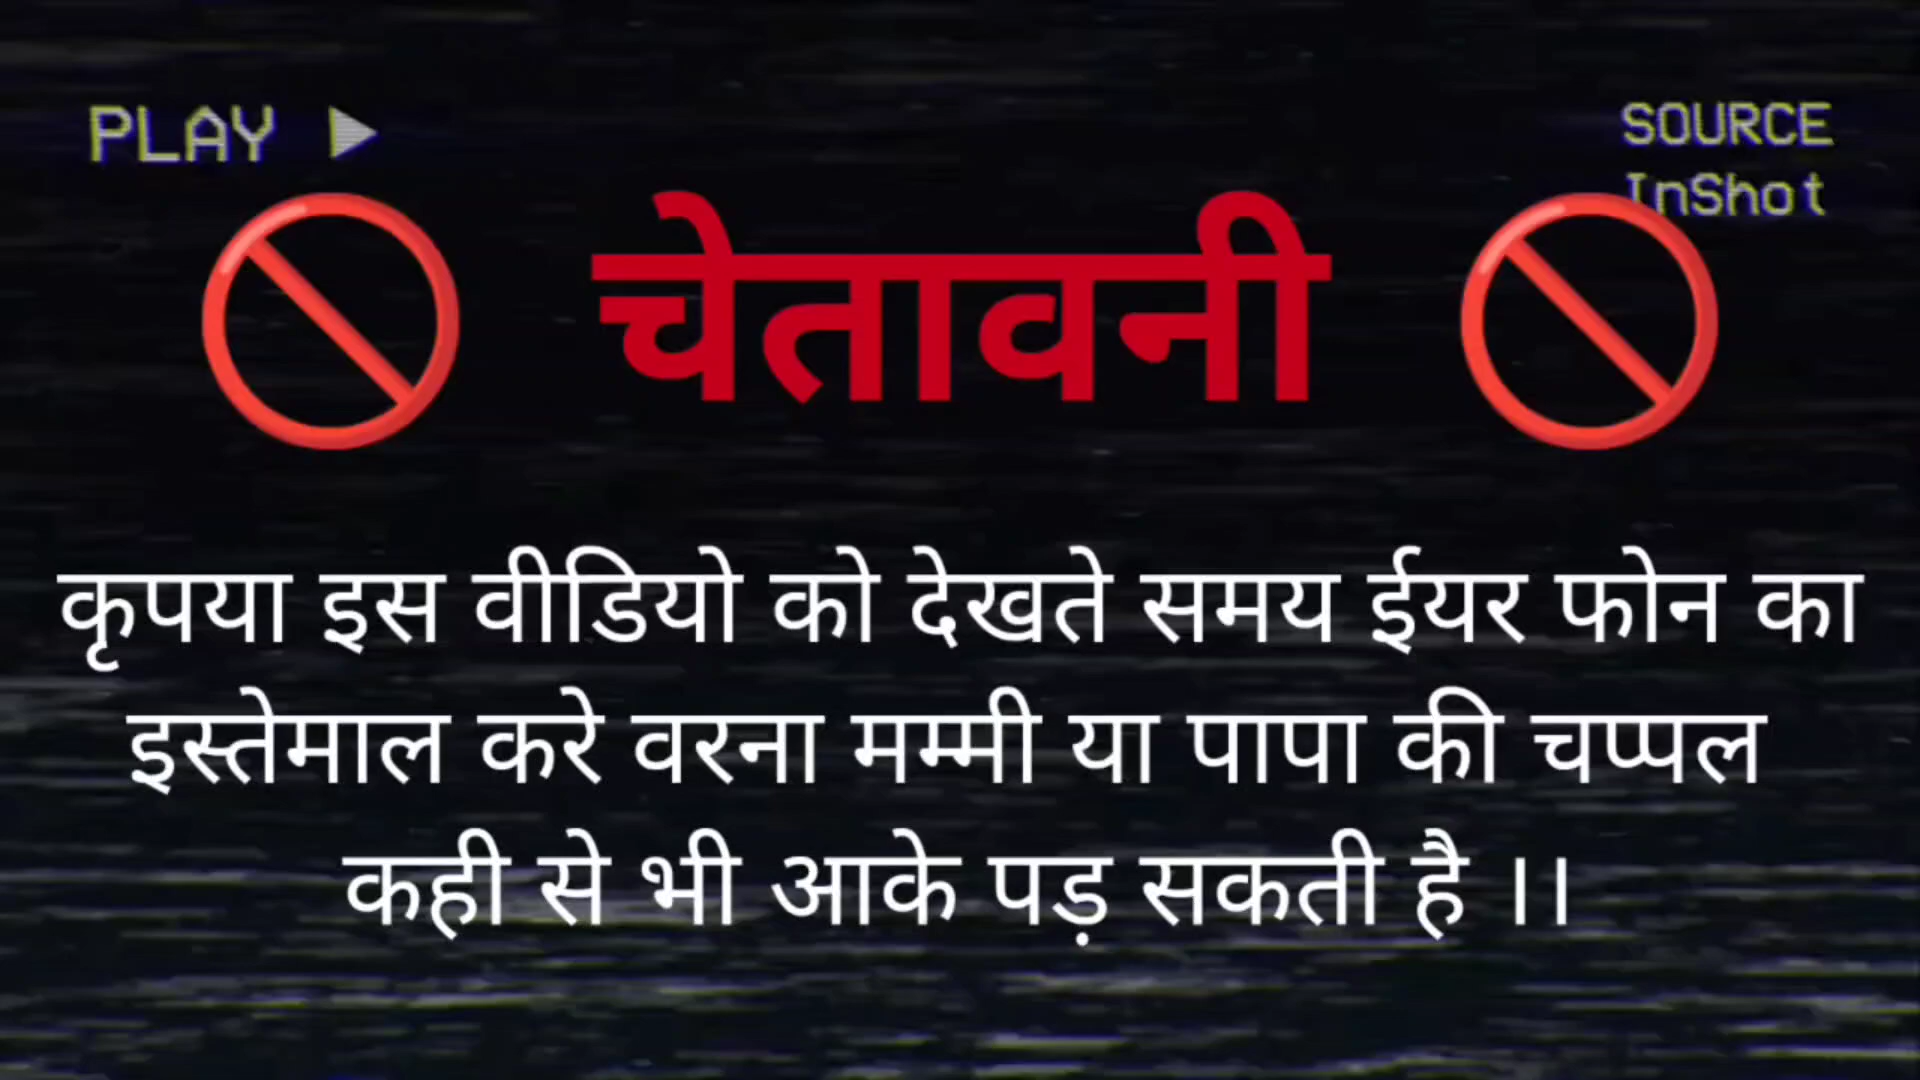 PLAY ▶
SOURCE
InShot
🚫 चेतावनी 🚫
कृपया इस वीडियो को देखते समय ईयर फोन का
इस्तेमाल करे वरना मम्मी या पापा की चप्पल
कही से भी आके पड़ सकती है ।।